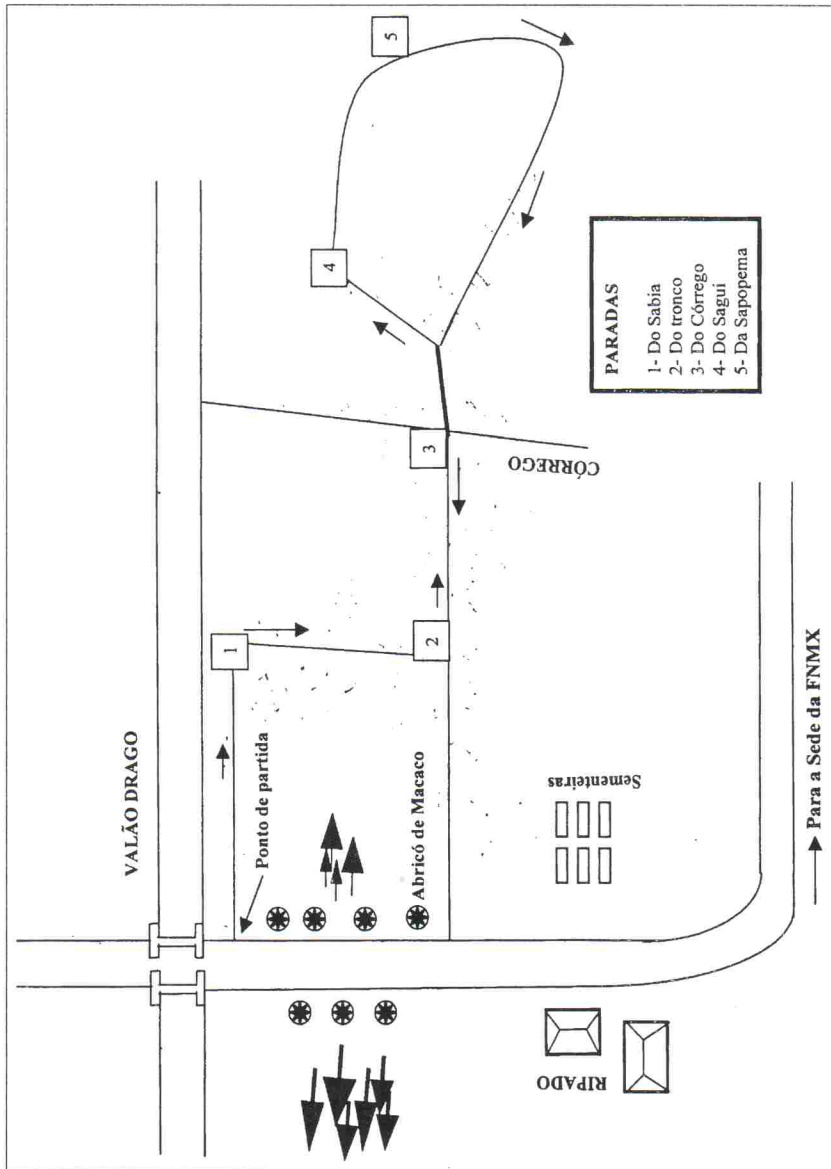 VALÃO DRAGO
Ponto de partida
1
2
3
4
5
Abricó de Macaco
CÓRREGO
Sementeiras
RIPADO
PARADAS
1- Do Sabia
2- Do tronco
3- Do Córrego
4- Do Sagui
5- Da Sapopema
Para a Sede da FNMX